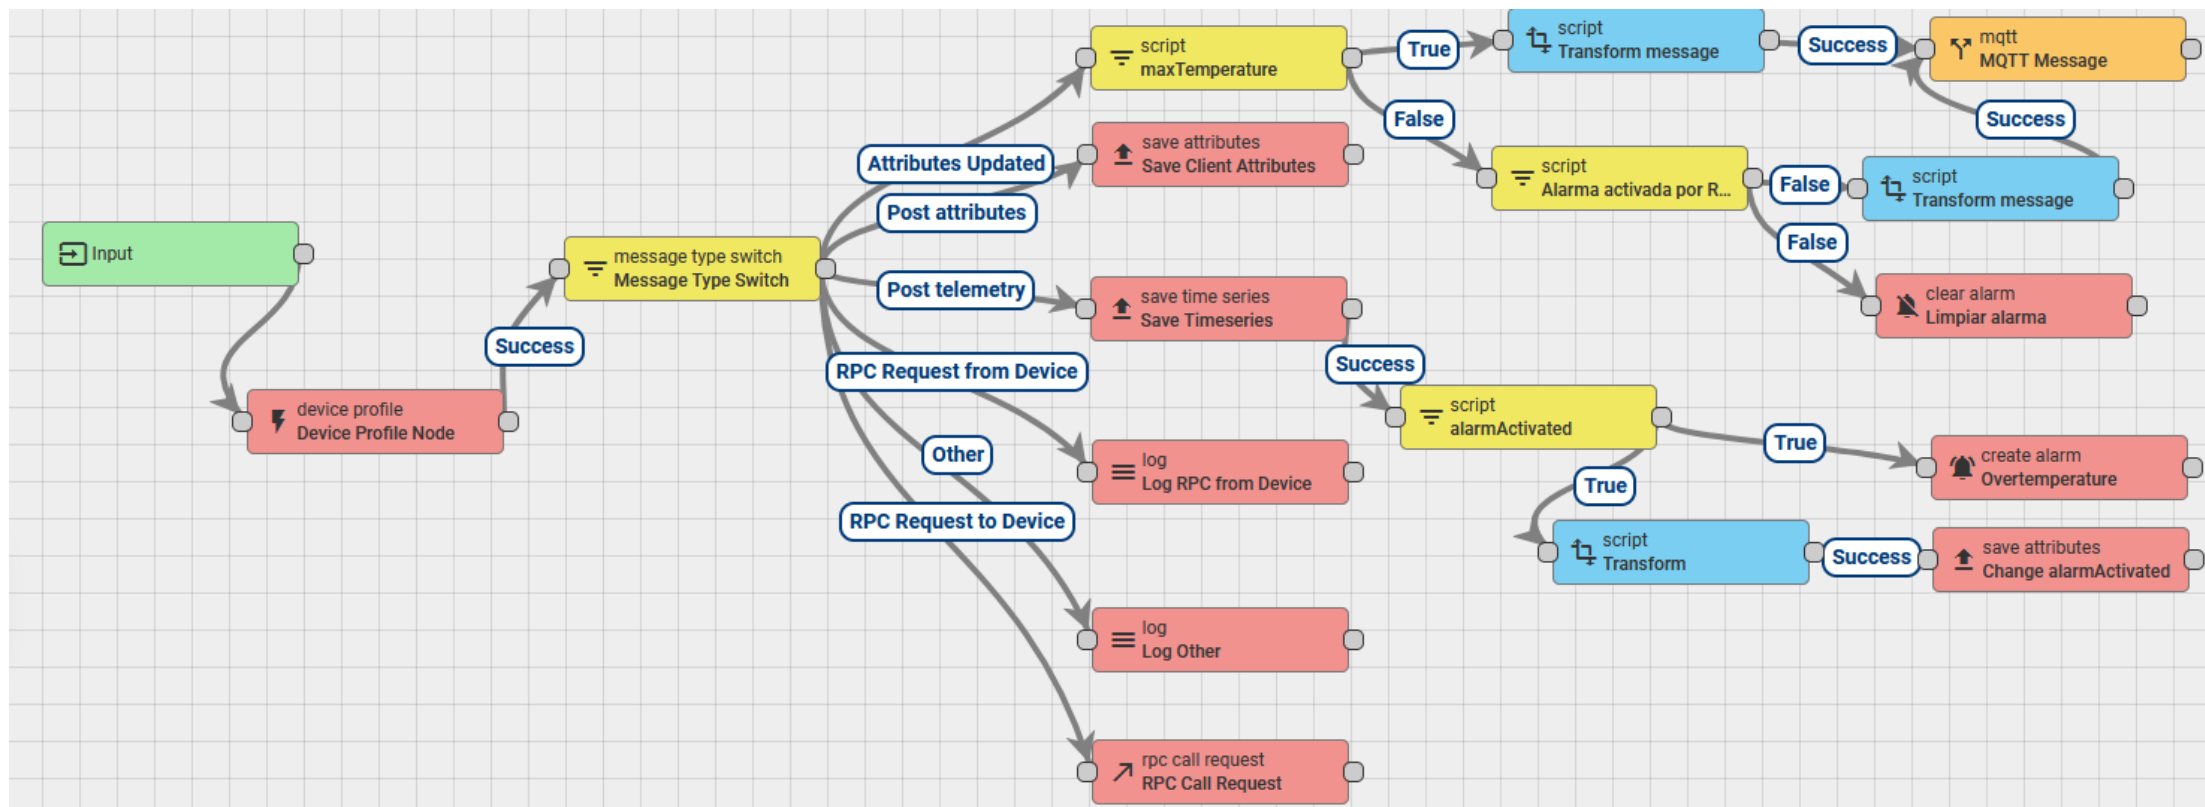 script
maxTemperature
True
script
Transform message
Success
mqtt
MQTT Message
False
Success
save attributes
Save Client Attributes
Attributes Updated
script
Alarma activada por R...
False
script
Transform message
Post attributes
False
Input
message type switch
Message Type Switch
Post telemetry
save time series
Save Timeseries
clear alarm
Limpiar alarma
Success
RPC Request from Device
Success
device profile
Device Profile Node
script
alarmActivated
True
create alarm
Overtemperature
Other
log
Log RPC from Device
True
RPC Request to Device
script
Transform
Success
save attributes
Change alarmActivated
log
Log Other
rpc call request
RPC Call Request